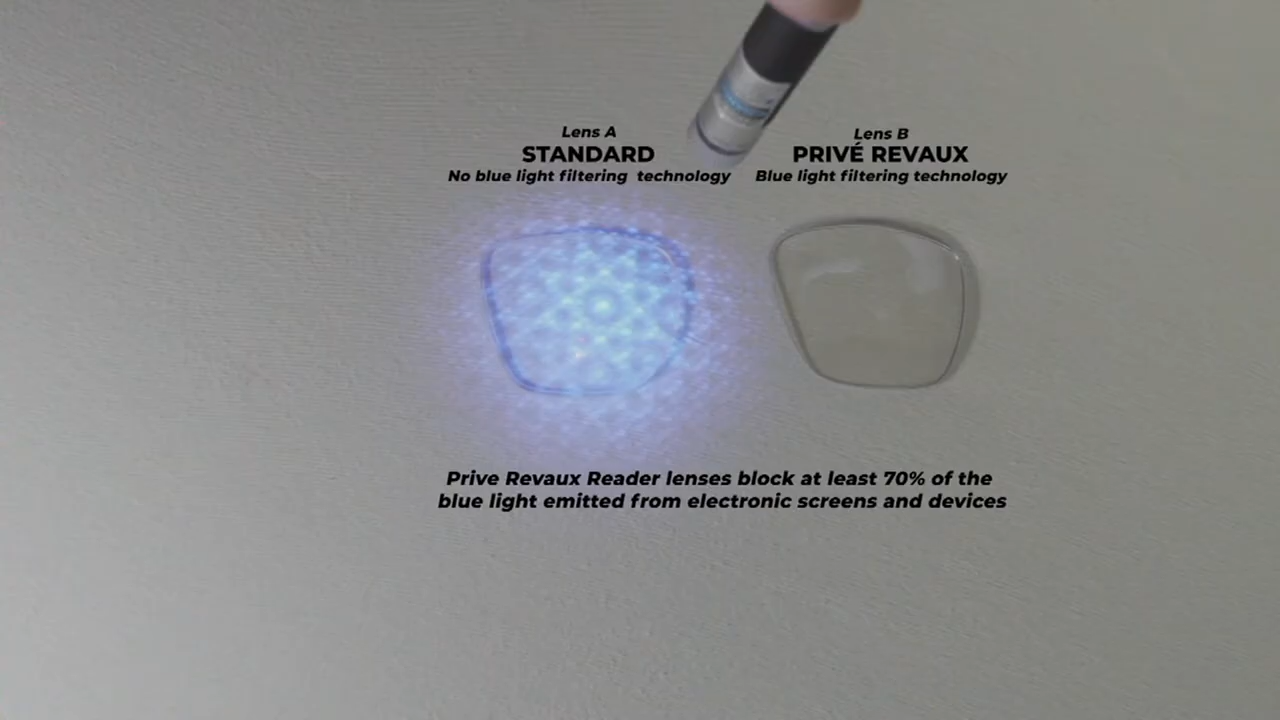 Lens A
STANDARD
No blue light filtering technology
Lens B
PRIVÉ REVAUX
Blue light filtering technology
Prive Revaux Reader lenses block at least 70% of the
blue light emitted from electronic screens and devices